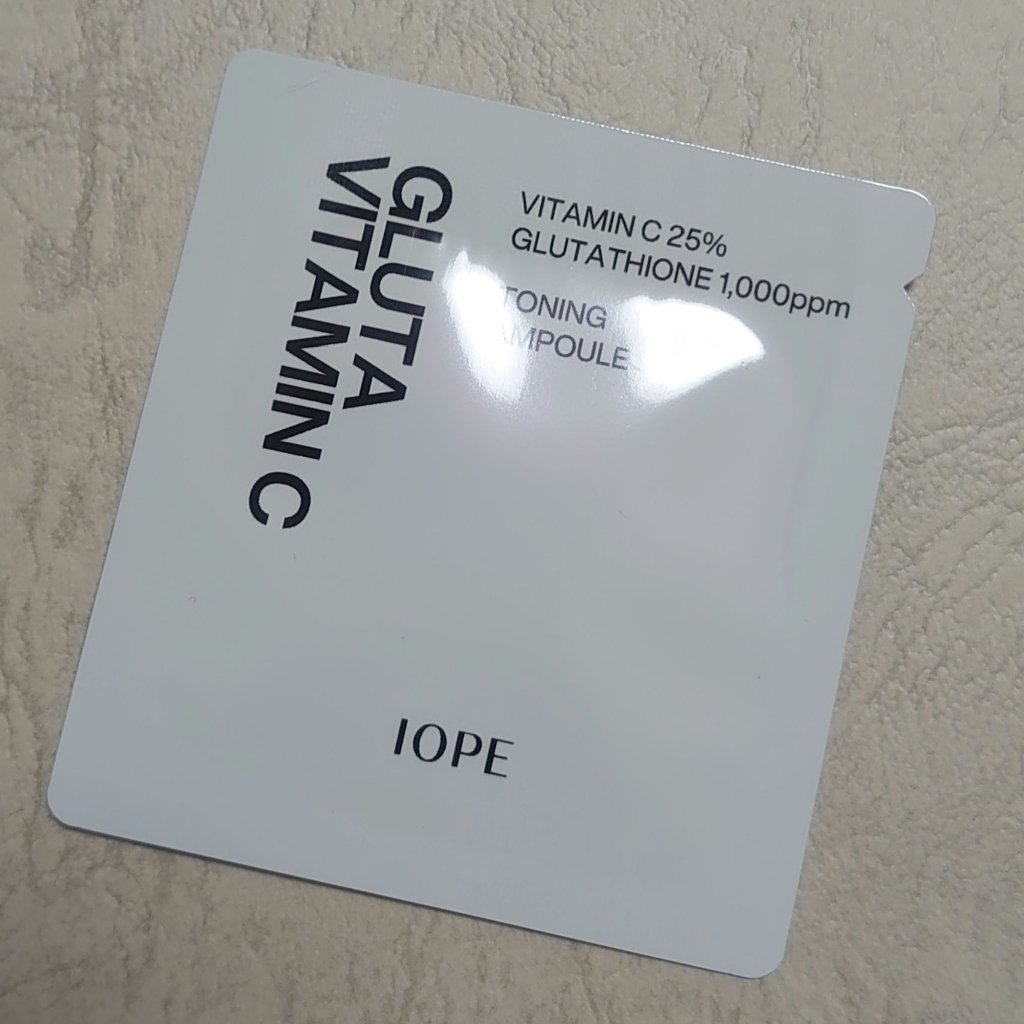 GLUTA
VITAMIN C
VITAMIN C 25%
GLUTATHIONE 1,000ppm
TONING
AMPOULE
IOPE